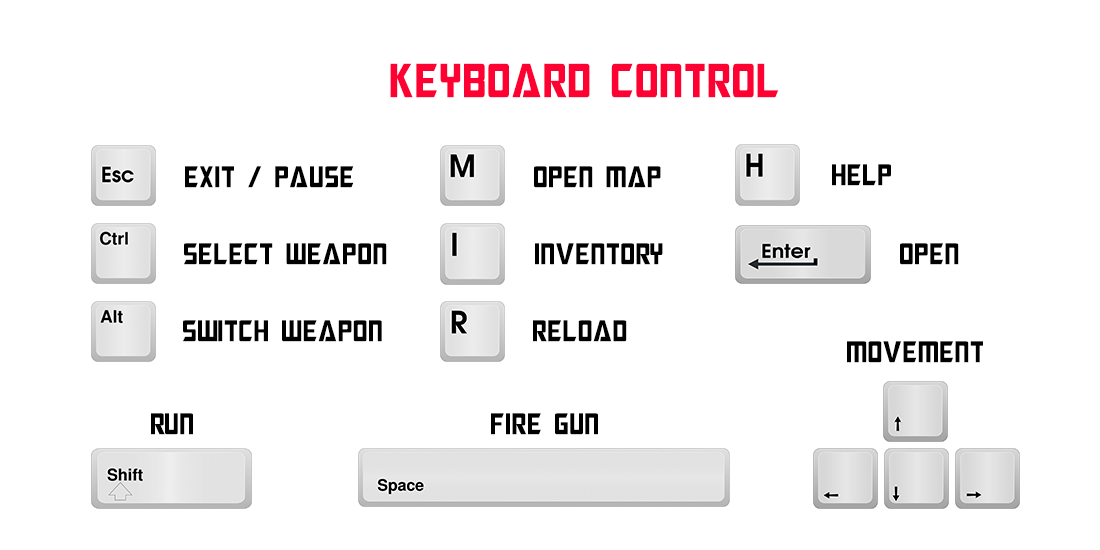 KEYBOARD CONTROL
Esc EXIT / PAUSE
M OPEN MAP
H HELP
Ctrl SELECT WEAPON
I INVENTORY
Enter OPEN
Alt SWITCH WEAPON
R RELOAD
MOVEMENT
↑
← ↓ →
RUN
Shift
FIRE GUN
Space